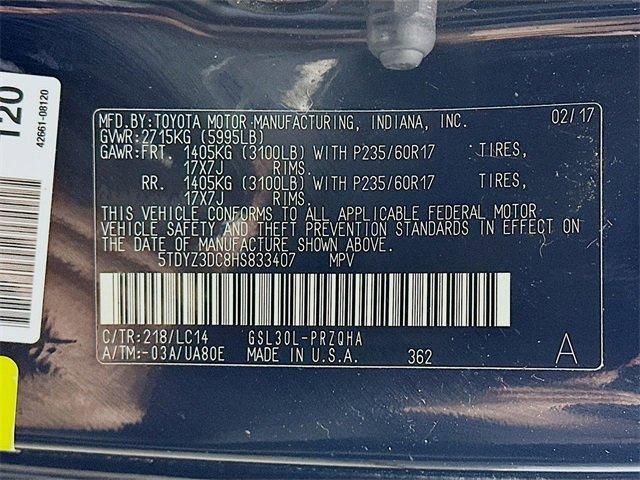 120
42661-08120
MFD.BY:TOYOTA MOTOR MANUFACTURING, INDIANA, INC. 02/17
GVWR:2715KG (5995LB)
GAWR:FRT. 1405KG (3100LB) WITH P235/60R17 TIRES,
17X7J RIMS.
RR. 1405KG (3100LB) WITH P235/60R17 TIRES,
17X7J RIMS.
THIS VEHICLE CONFORMS TO ALL APPLICABLE FEDERAL MOTOR
VEHICLE SAFETY AND THEFT PREVENTION STANDARDS IN EFFECT ON
THE DATE OF MANUFACTURE SHOWN ABOVE.
5TDYZ3DC8HS833407 MPV
C/TR:218/LC14 GSL30L-PRZQHA
A/TM:-03A/UA80E MADE IN U.S.A. 362 A